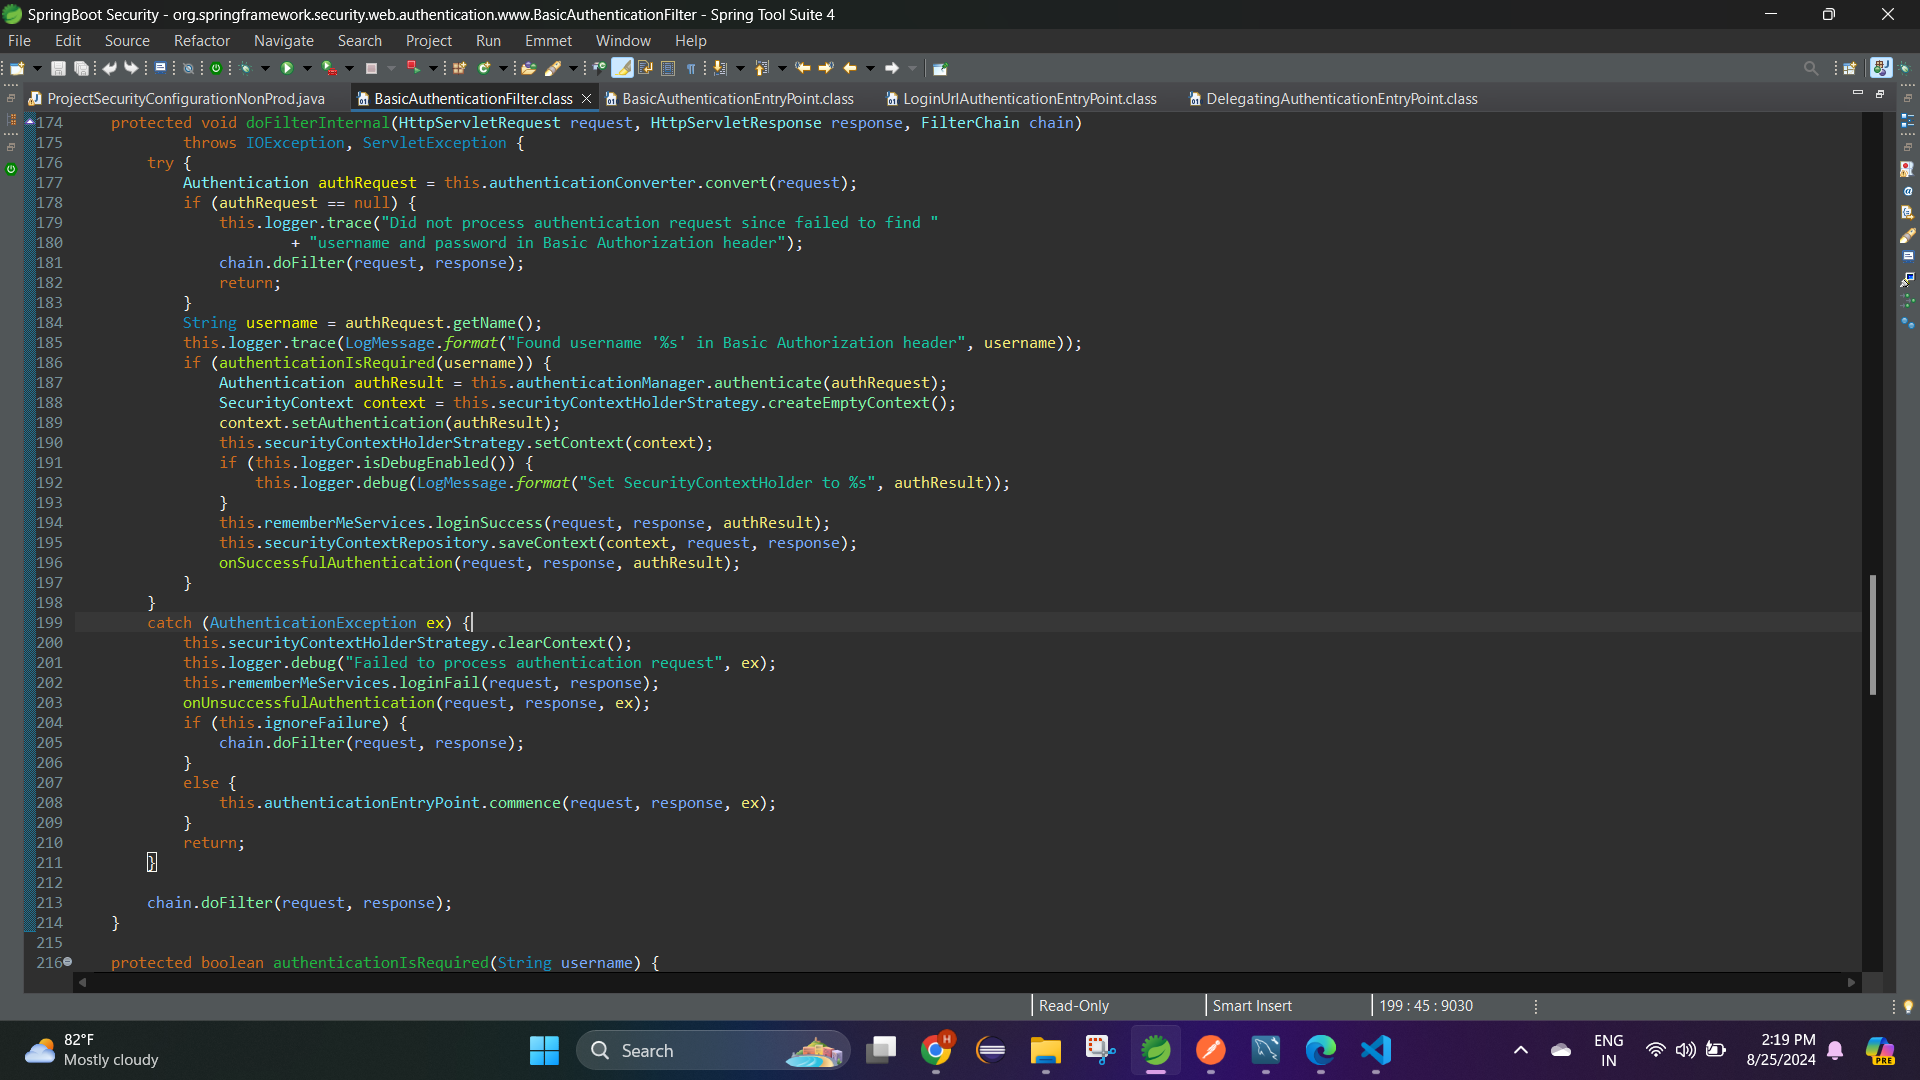 SpringBoot Security - org.springframework.security.web.authentication.www.BasicAuthenticationFilter - Spring Tool Suite 4
File Edit Source Refactor Navigate Search Project Run Emmet Window Help
ProjectSecurityConfigurationNonProd.java BasicAuthenticationFilter.class BasicAuthenticationEntryPoint.class LoginUrlAuthenticationEntryPoint.class DelegatingAuthenticationEntryPoint.class
174 protected void doFilterInternal(HttpServletRequest request, HttpServletResponse response, FilterChain chain)
175 throws IOException, ServletException {
176 try {
177 Authentication authRequest = this.authenticationConverter.convert(request);
178 if (authRequest == null) {
179 this.logger.trace("Did not process authentication request since failed to find "
180 + "username and password in Basic Authorization header");
181 chain.doFilter(request, response);
182 return;
183 }
184 String username = authRequest.getName();
185 this.logger.trace(LogMessage.format("Found username '%s' in Basic Authorization header", username));
186 if (authenticationIsRequired(username)) {
187 Authentication authResult = this.authenticationManager.authenticate(authRequest);
188 SecurityContext context = this.securityContextHolderStrategy.createEmptyContext();
189 context.setAuthentication(authResult);
190 this.securityContextHolderStrategy.setContext(context);
191 if (this.logger.isDebugEnabled()) {
192 this.logger.debug(LogMessage.format("Set SecurityContextHolder to %s", authResult));
193 }
194 this.rememberMeServices.loginSuccess(request, response, authResult);
195 this.securityContextRepository.saveContext(context, request, response);
196 onSuccessfulAuthentication(request, response, authResult);
197 }
198 }
199 catch (AuthenticationException ex) {
200 this.securityContextHolderStrategy.clearContext();
201 this.logger.debug("Failed to process authentication request", ex);
202 this.rememberMeServices.loginFail(request, response);
203 onUnsuccessfulAuthentication(request, response, ex);
204 if (this.ignoreFailure) {
205 chain.doFilter(request, response);
206 }
207 else {
208 this.authenticationEntryPoint.commence(request, response, ex);
209 }
210 return;
211 }
212
213 chain.doFilter(request, response);
214 }
215
216 protected boolean authenticationIsRequired(String username) {
Read-Only Smart Insert 199 : 45 : 9030
82°F
Mostly cloudy
Search
H
ENG
IN
2:19 PM
8/25/2024
PRE